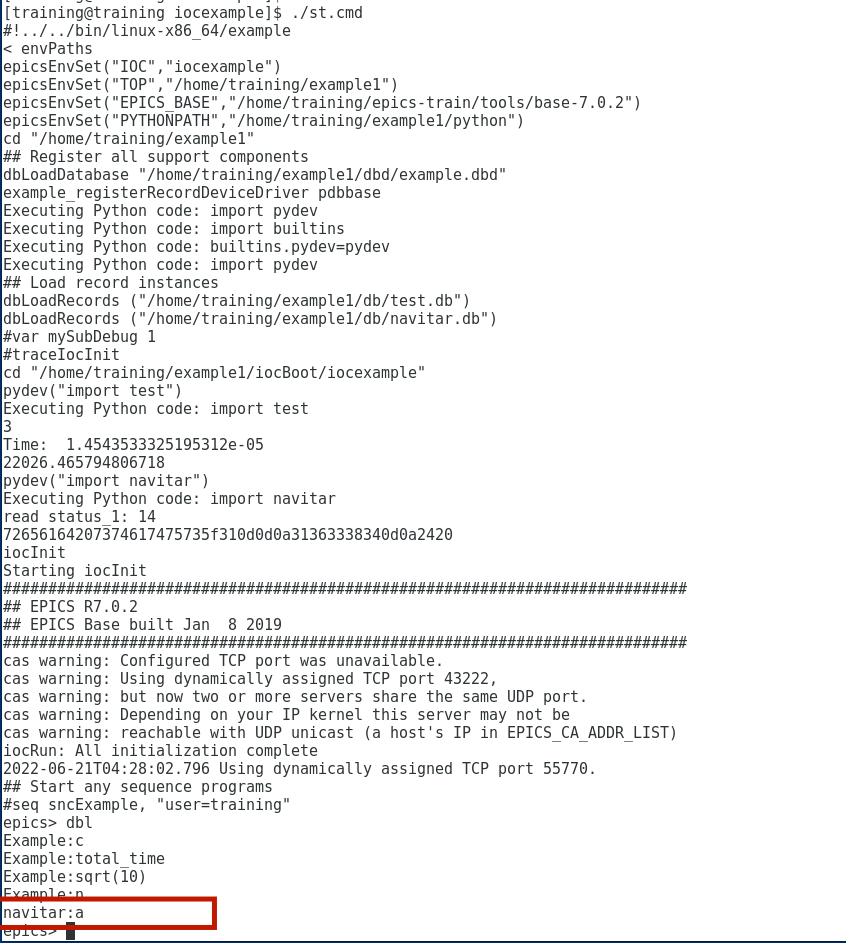 [training@training iocexample]$ ./st.cmd
#!../../bin/linux-x86_64/example
< envPaths
epicsEnvSet("IOC","iocexample")
epicsEnvSet("TOP","/home/training/example1")
epicsEnvSet("EPICS_BASE","/home/training/epics-train/tools/base-7.0.2")
epicsEnvSet("PYTHONPATH","/home/training/example1/python")
cd "/home/training/example1"
## Register all support components
dbLoadDatabase "/home/training/example1/dbd/example.dbd"
example_registerRecordDeviceDriver pdbbase
Executing Python code: import pydev
Executing Python code: import builtins
Executing Python code: builtins.pydev=pydev
Executing Python code: import pydev
## Load record instances
dbLoadRecords ("/home/training/example1/db/test.db")
dbLoadRecords ("/home/training/example1/db/navitar.db")
#var mySubDebug 1
#traceIocInit
cd "/home/training/example1/iocBoot/iocexample"
pydev("import test")
Executing Python code: import test
3
Time:  1.4543533325195312e-05
22026.465794806718
pydev("import navitar")
Executing Python code: import navitar
read status_1: 14
72656164207374617475735f310d0d0a31363338340d0a2420
iocInit
Starting iocInit
############################################################################
## EPICS R7.0.2
## EPICS Base built Jan  8 2019
############################################################################
cas warning: Configured TCP port was unavailable.
cas warning: Using dynamically assigned TCP port 43222,
cas warning: but now two or more servers share the same UDP port.
cas warning: Depending on your IP kernel this server may not be
cas warning: reachable with UDP unicast (a host's IP in EPICS_CA_ADDR_LIST)
iocRun: All initialization complete
2022-06-21T04:28:02.796 Using dynamically assigned TCP port 55770.
## Start any sequence programs
#seq sncExample, "user=training"
epics> dbl
Example:c
Example:total_time
Example:sqrt(10)
Example:n
navitar:a
epics>